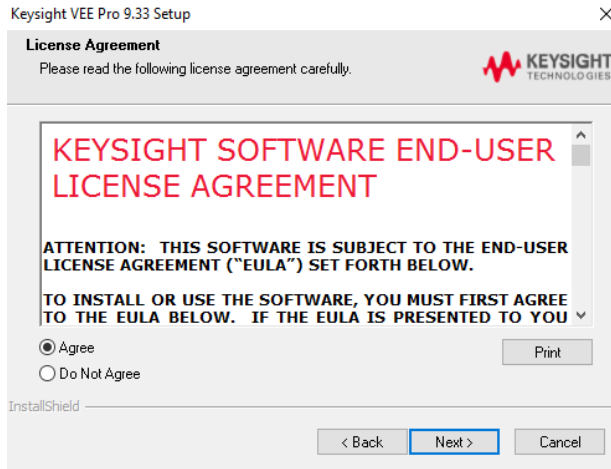 Keysight VEE Pro 9.33 Setup
License Agreement
Please read the following license agreement carefully.
KEYSIGHT
TECHNOLOGIES
KEYSIGHT SOFTWARE END-USER
LICENSE AGREEMENT
ATTENTION: THIS SOFTWARE IS SUBJECT TO THE END-USER
LICENSE AGREEMENT (“EULA”) SET FORTH BELOW.
TO INSTALL OR USE THE SOFTWARE, YOU MUST FIRST AGREE
TO THE EULA BELOW. IF THE EULA IS PRESENTED TO YOU
Agree
Print
Do Not Agree
InstallShield
< Back
Next >
Cancel